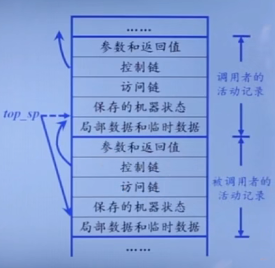 ……
参数和返回值
控制链
访问链
保存的机器状态
局部数据和临时数据
调用者的
活动记录
top_sp
参数和返回值
控制链
访问链
保存的机器状态
局部数据和临时数据
被调用者的
活动记录
……